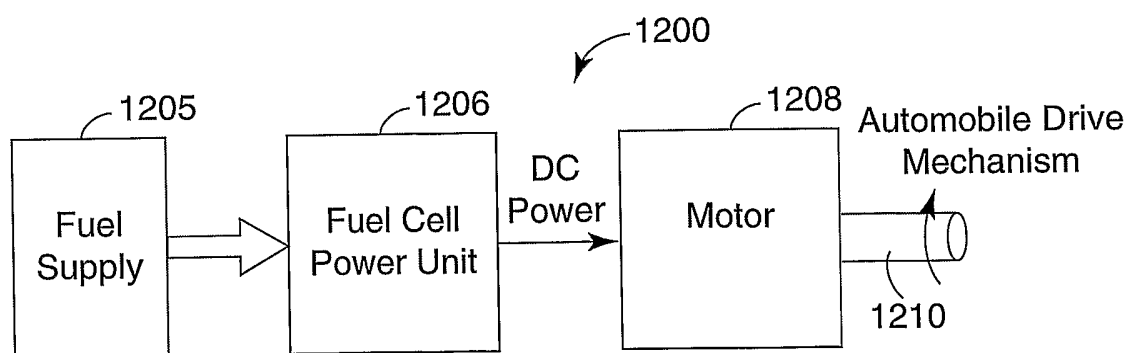 1200
1205
1206
1208
Automobile Drive
Mechanism
Fuel
Supply
Fuel Cell
Power Unit
DC
Power
Motor
1210